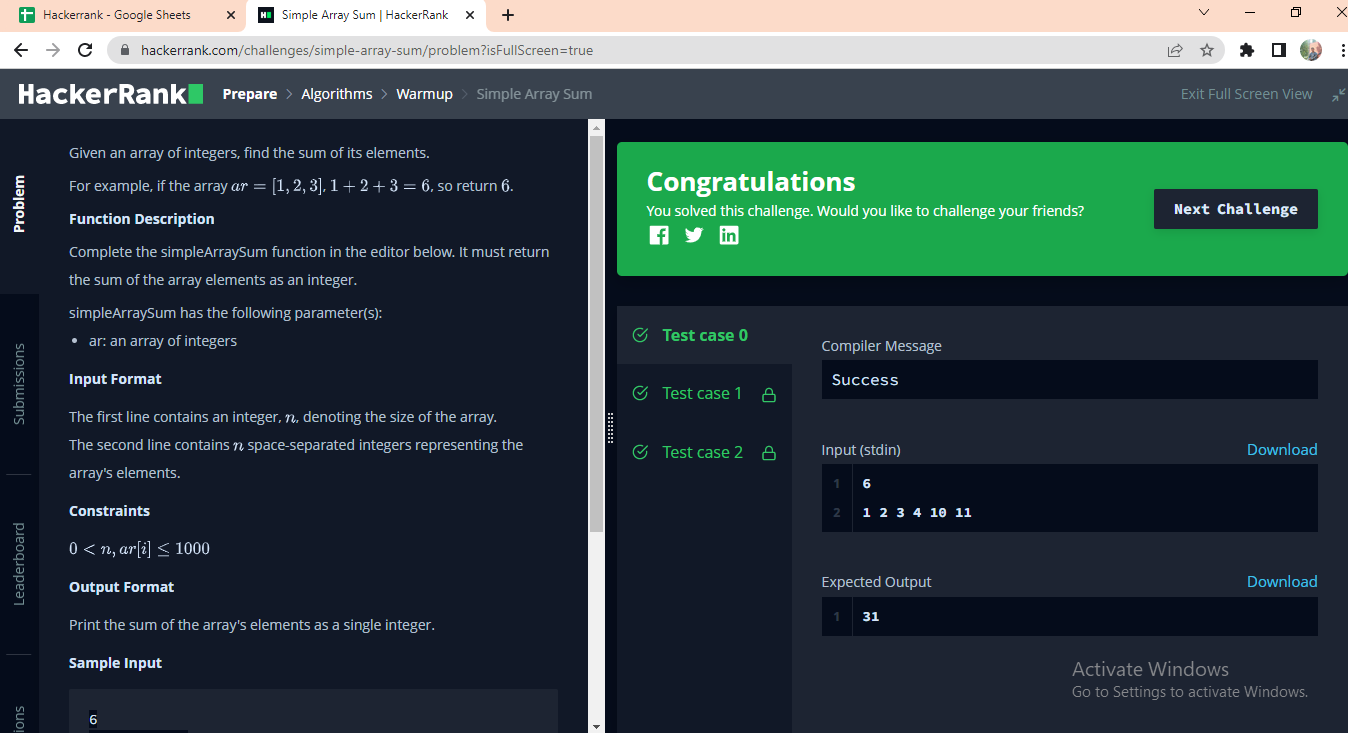 Hackerrank - Google Sheets
Simple Array Sum | HackerRank
hackerrank.com/challenges/simple-array-sum/problem?isFullScreen=true
HackerRank
Prepare > Algorithms > Warmup > Simple Array Sum
Exit Full Screen View
Problem
Submissions
Leaderboard
Given an array of integers, find the sum of its elements.
For example, if the array ar = [1, 2, 3], 1 + 2 + 3 = 6, so return 6.
Function Description
Complete the simpleArraySum function in the editor below. It must return
the sum of the array elements as an integer.
simpleArraySum has the following parameter(s):
• ar: an array of integers
Input Format
The first line contains an integer, n, denoting the size of the array.
The second line contains n space-separated integers representing the
array's elements.
Constraints
0 < n, ar[i] ≤ 1000
Output Format
Print the sum of the array's elements as a single integer.
Sample Input
6
Congratulations
You solved this challenge. Would you like to challenge your friends?
Next Challenge
Test case 0
Test case 1
Test case 2
Compiler Message
Success
Input (stdin)
Download
1 6
2 1 2 3 4 10 11
Expected Output
Download
1 31
Activate Windows
Go to Settings to activate Windows.